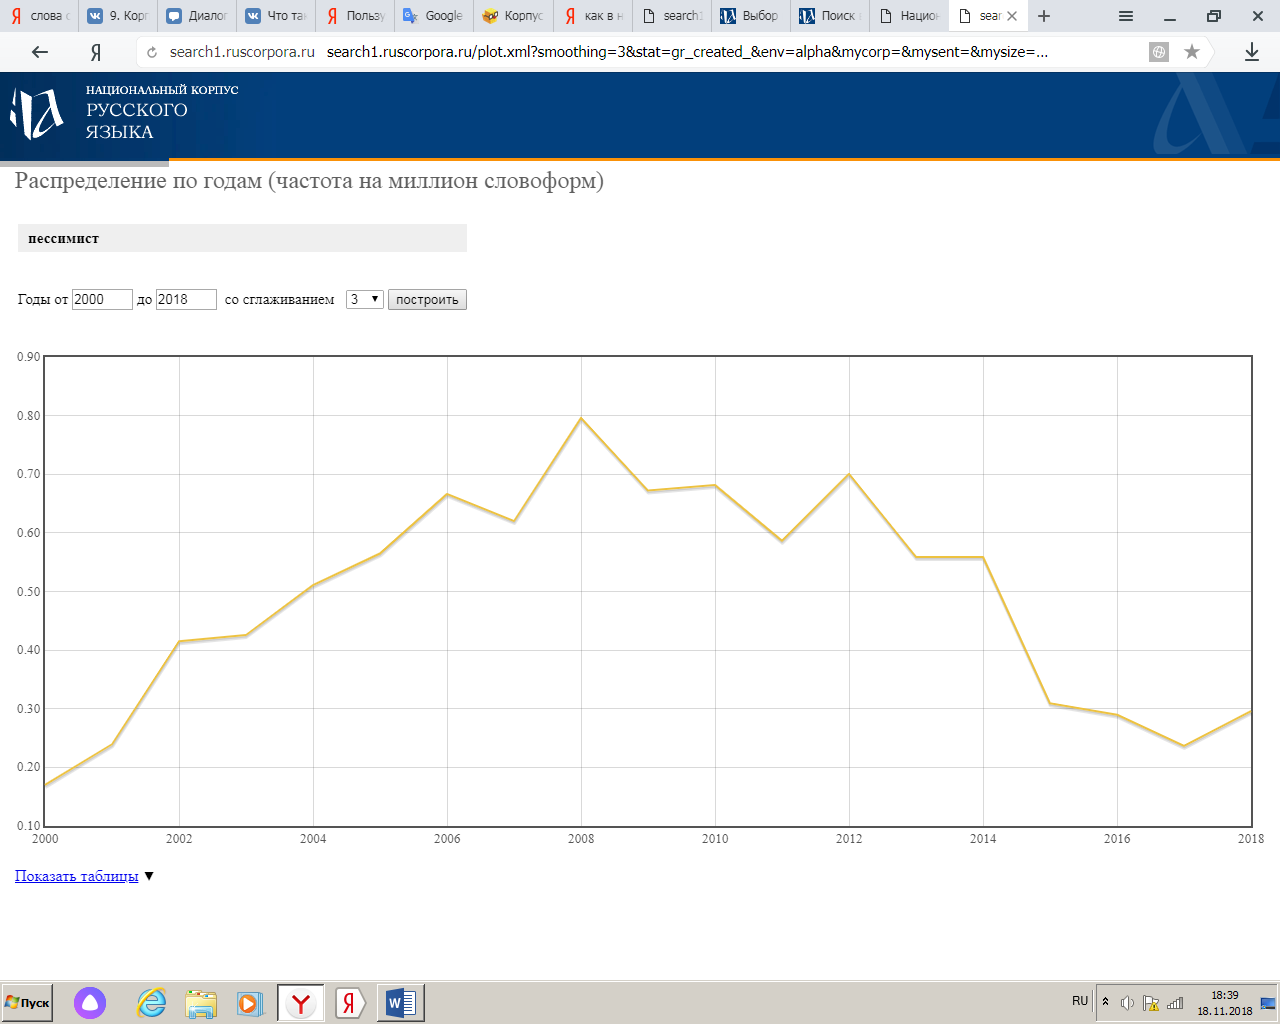 слова с
9. Корп
Диалог
Что та
Пользу
Google
Корпус
как в н
search1
Выбор
Поиск
Национ
sear
search1.ruscorpora.ru search1.ruscorpora.ru/plot.xml?smoothing=3&stat=gr_created_&env=alpha&mycorp=&mysent=&mysize=...
НАЦИОНАЛЬНЫЙ КОРПУС
РУССКОГО
ЯЗЫКА
Распределение по годам (частота на миллион словоформ)
пессимист
Годы от 2000 до 2018 со сглаживанием 3 построить
0.90
0.80
0.70
0.60
0.50
0.40
0.30
0.20
0.10
2000 2002 2004 2006 2008 2010 2012 2014 2016 2018
Показать таблицы ▼
Пуск
RU
18:39
18.11.2018